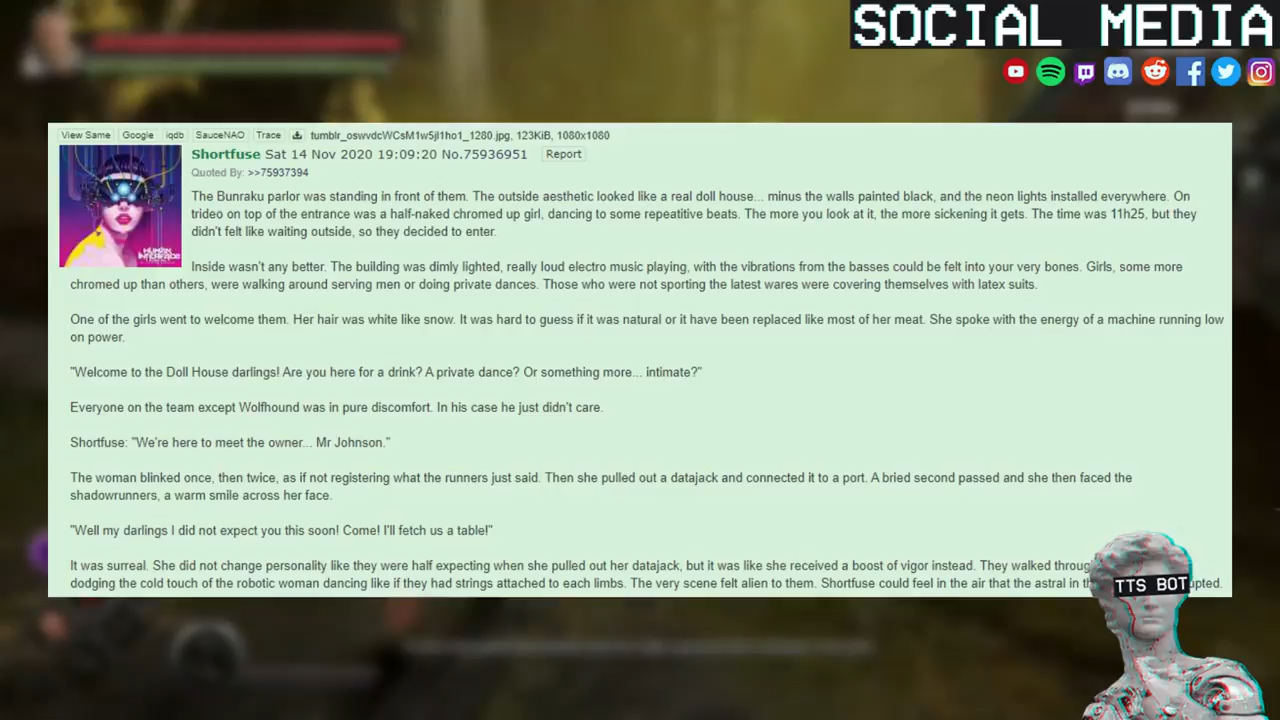 SOCIAL MEDIA
View Same Google iqdb SauceNAO Trace tumblr_oswvdcWCsM1w5jl1ho1_1280.jpg, 123KiB, 1080x1080
Shortfuse Sat 14 Nov 2020 19:09:20 No.75936951 Report
Quoted By: >>75937394
The Bunraku parlor was standing in front of them. The outside aesthetic looked like a real doll house... minus the walls painted black, and the neon lights installed everywhere. On
trideo on top of the entrance was a half-naked chromed up girl, dancing to some repeatitive beats. The more you look at it, the more sickening it gets. The time was 11h25, but they
didn't felt like waiting outside, so they decided to enter.
HUMAN
INTERFACE
Inside wasn't any better. The building was dimly lighted, really loud electro music playing, with the vibrations from the basses could be felt into your very bones. Girls, some more
chromed up than others, were walking around serving men or doing private dances. Those who were not sporting the latest wares were covering themselves with latex suits.
One of the girls went to welcome them. Her hair was white like snow. It was hard to guess if it was natural or it have been replaced like most of her meat. She spoke with the energy of a machine running low
on power.
"Welcome to the Doll House darlings! Are you here for a drink? A private dance? Or something more... intimate?"
Everyone on the team except Wolfhound was in pure discomfort. In his case he just didn't care.
Shortfuse: "We're here to meet the owner... Mr Johnson."
The woman blinked once, then twice, as if not registering what the runners just said. Then she pulled out a datajack and connected it to a port. A bried second passed and she then faced the
shadowrunners, a warm smile across her face.
"Well my darlings I did not expect you this soon! Come! I'll fetch us a table!"
It was surreal. She did not change personality like they were half expecting when she pulled out her datajack, but it was like she received a boost of vigor instead. They walked
dodging the cold touch of the robotic woman dancing like if they had strings attached to each limbs. The very scene felt alien to them. Shortfuse could feel in the air that the astral in
TTS BOT